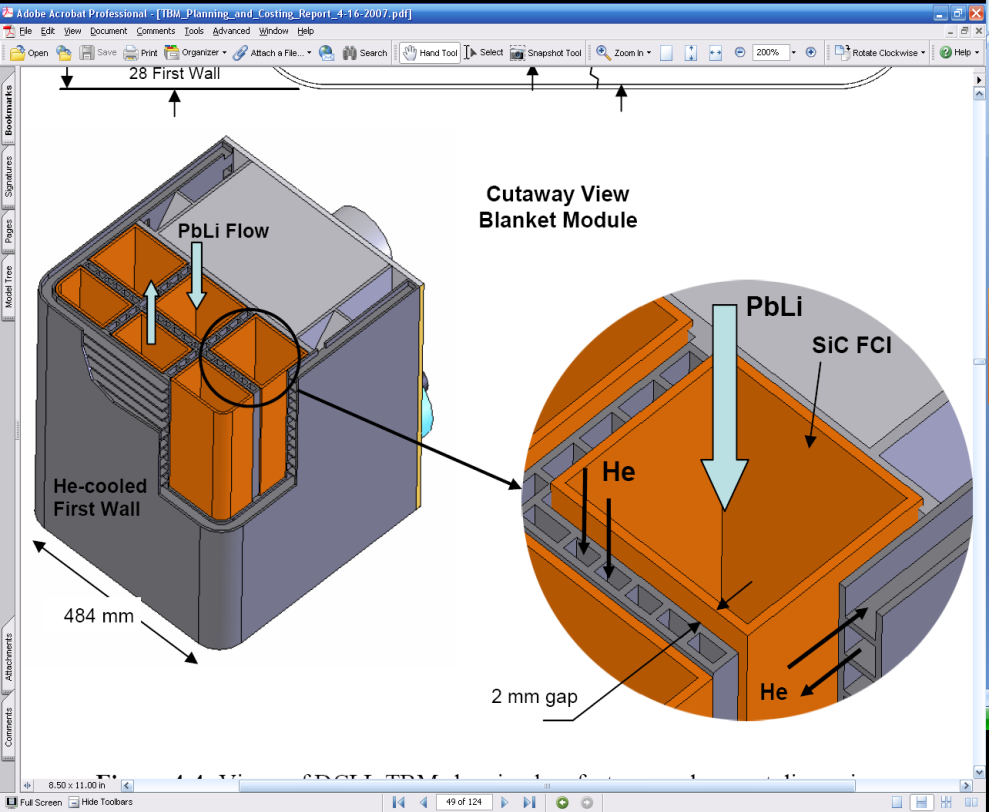 Adobe Acrobat Professional - [TBM_Planning_and_Costing_Report_4-16-2007.pdf]
File Edit View Document Comments Tools Advanced Window Help
Open Save Print Organizer Attach a File... Search Hand Tool Select Snapshot Tool Zoom In 200% Rotate Clockwise Help
Bookmarks
Signatures
Pages
Model Tree
Attachments
Comments
28 First Wall
Cutaway View
Blanket Module
PbLi Flow
PbLi
SiC FCI
He
He-cooled
First Wall
484 mm
2 mm gap
He
8.50 x 11.00 in
Full Screen Hide Toolbars 49 of 124